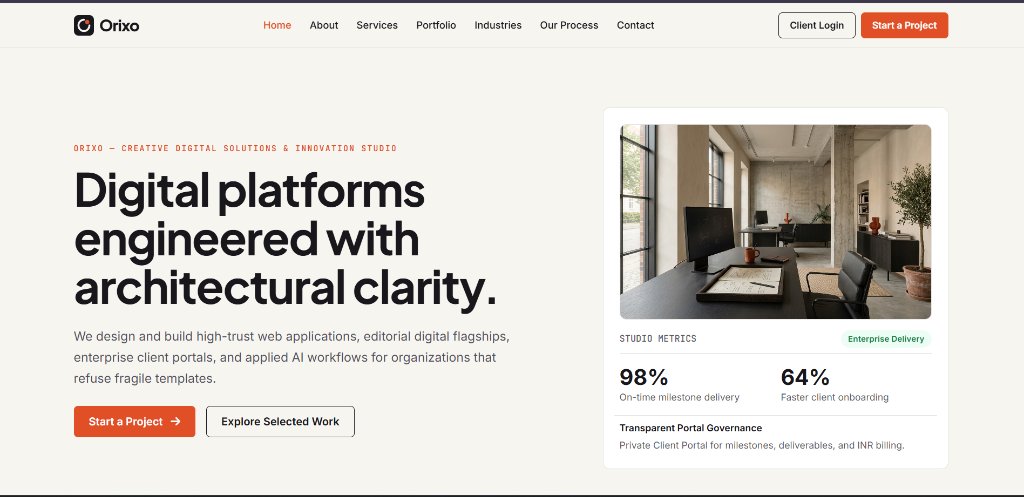 Orixo
Home About Services Portfolio Industries Our Process Contact
Client Login
Start a Project
ORIXO — CREATIVE DIGITAL SOLUTIONS & INNOVATION STUDIO
Digital platforms
engineered with
architectural clarity.
We design and build high-trust web applications, editorial digital flagships,
enterprise client portals, and applied AI workflows for organizations that
refuse fragile templates.
Start a Project →
Explore Selected Work
STUDIO METRICS
Enterprise Delivery
98%
On-time milestone delivery
64%
Faster client onboarding
Transparent Portal Governance
Private Client Portal for milestones, deliverables, and INR billing.